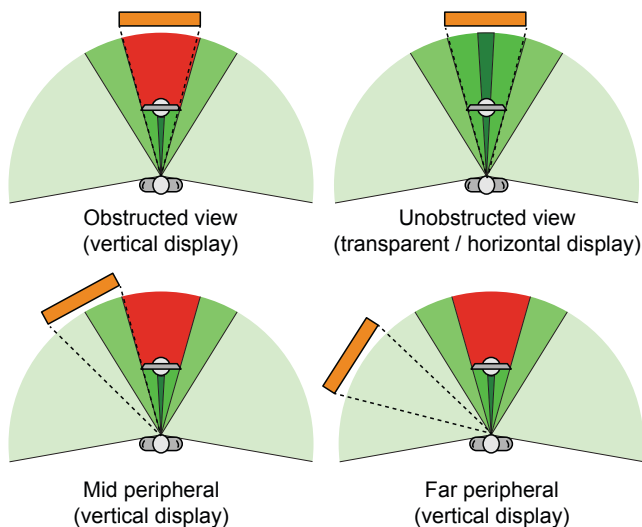 Obstructed view
(vertical display)
Unobstructed view
(transparent / horizontal display)
Mid peripheral
(vertical display)
Far peripheral
(vertical display)